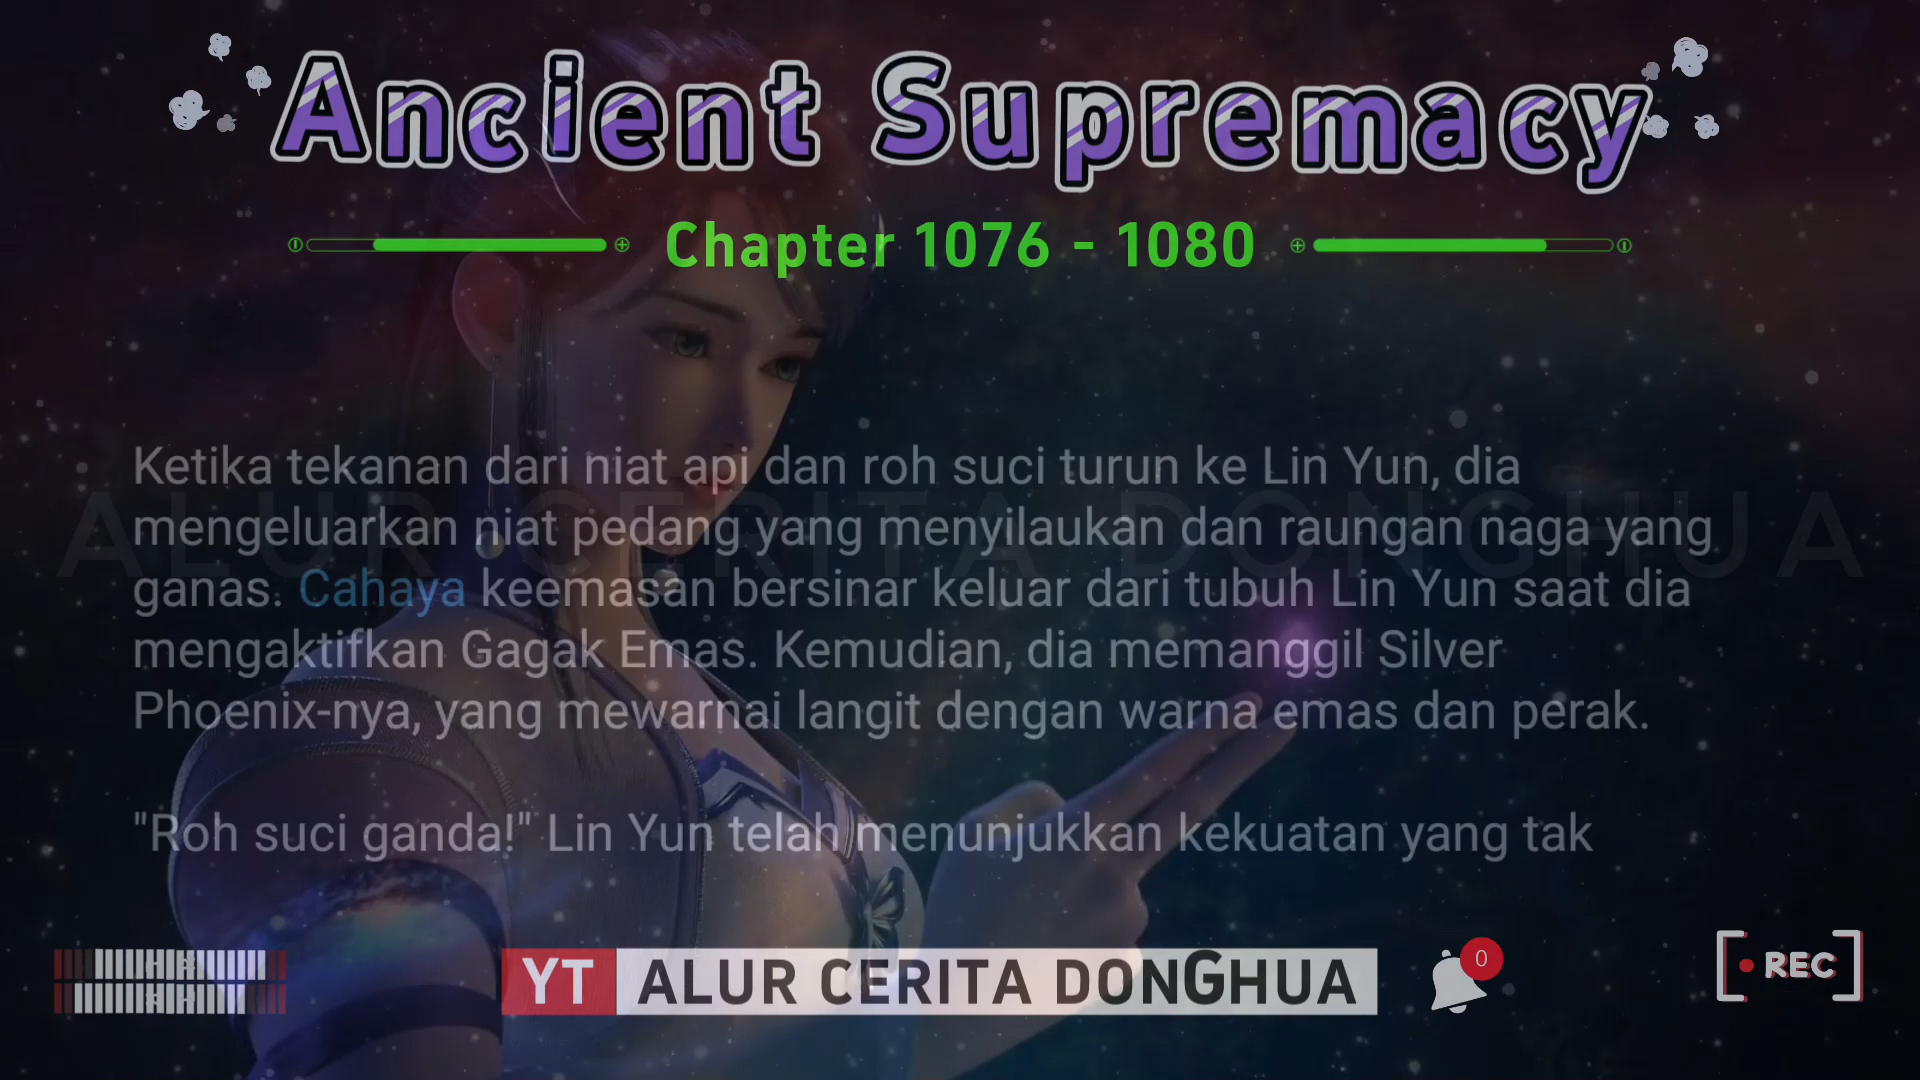 Ancient Supremacy
Chapter 1076 - 1080
Ketika tekanan dari niat api dan roh suci turun ke Lin Yun, dia
mengeluarkan niat pedang yang menyilaukan dan raungan naga yang
ganas. Cahaya keemasan bersinar keluar dari tubuh Lin Yun saat dia
mengaktifkan Gagak Emas. Kemudian, dia memanggil Silver
Phoenix-nya, yang mewarnai langit dengan warna emas dan perak.
"Roh suci ganda!" Lin Yun telah menunjukkan kekuatan yang tak
ALUR CERITA DONGHUA
YT ALUR CERITA DONGHUA
0
REC